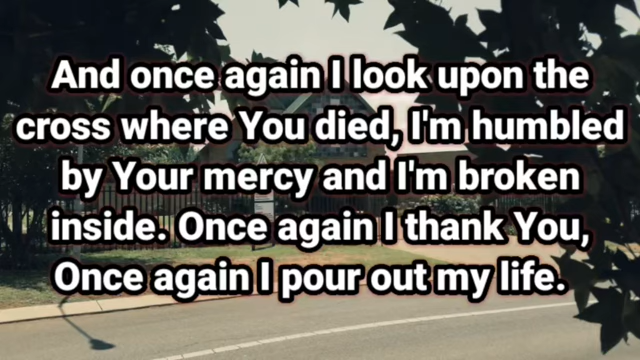 And once again I look upon the
cross where You died, I'm humbled
by Your mercy and I'm broken
inside. Once again I thank You,
Once again I pour out my life.